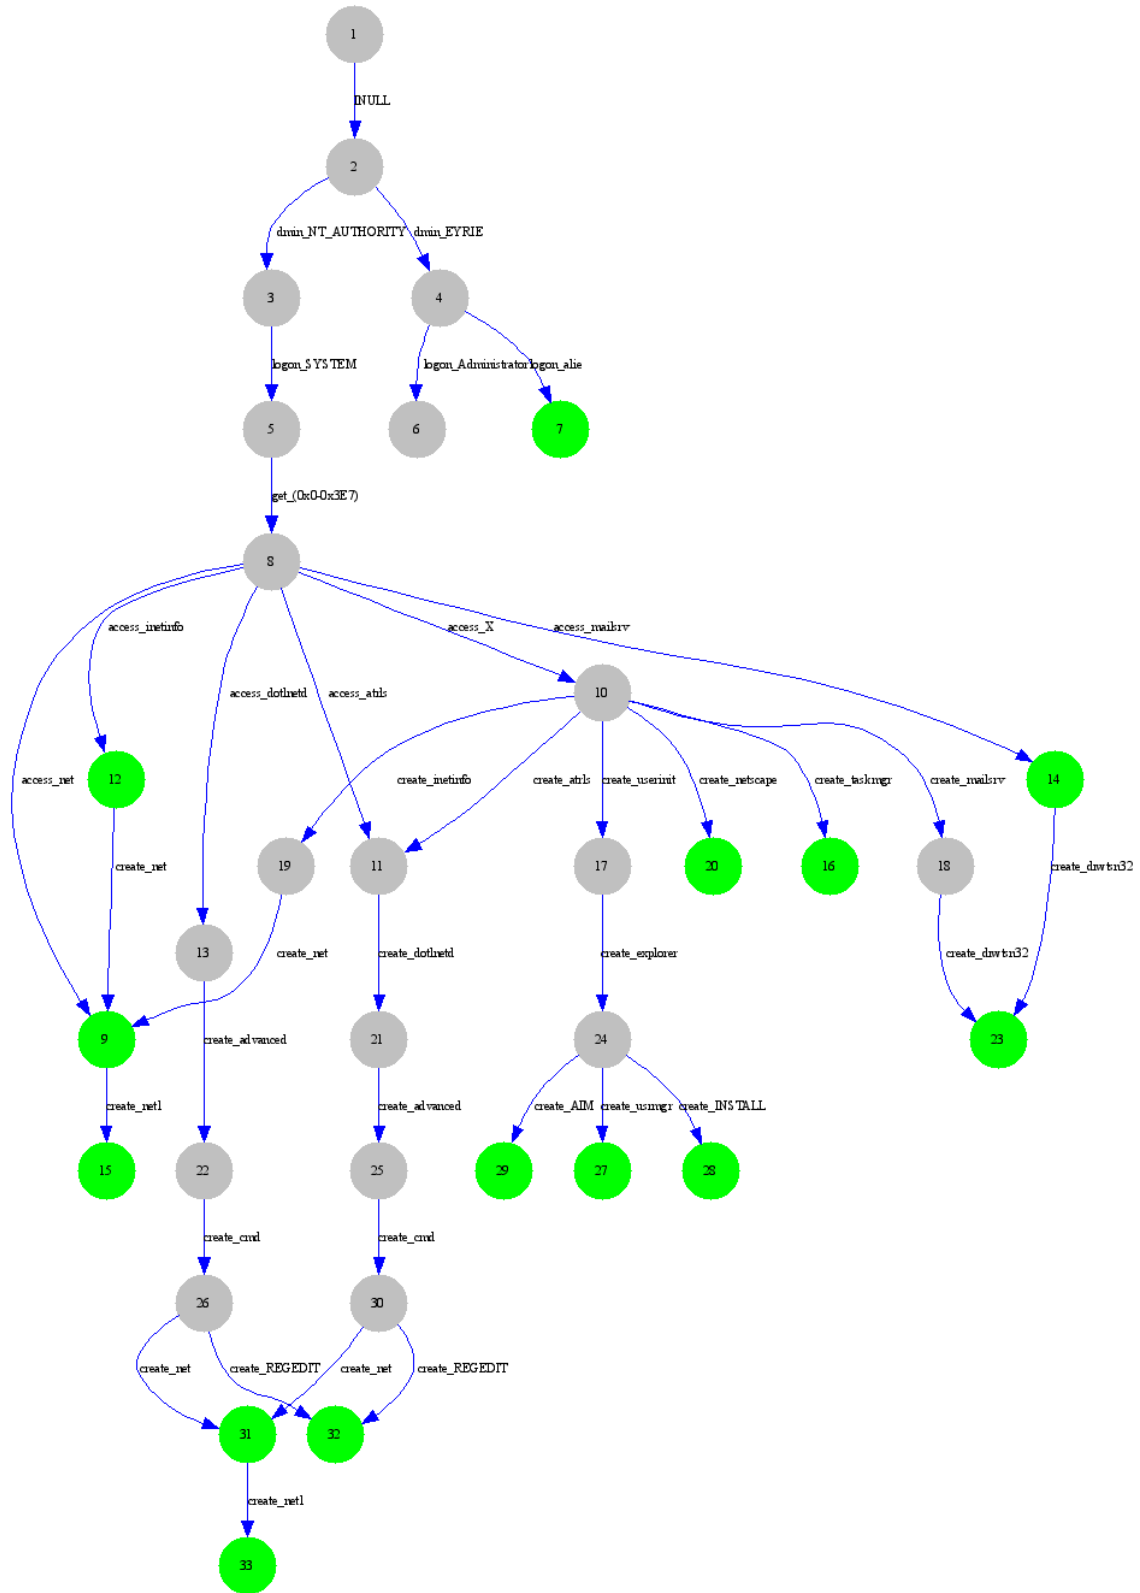 1
INULL
2
dmin_NT_AUTHORITY dmin_EYRIE
3 4
logon_SYSTEM logon_Administrator logon_alie
5 6 7
get_(0x0-0x3E7)
8
access_inetinfo access_X access_mailsrv
access_dotlnetd access_atrls
10
access_net 12 create_inetinfo create_atrls create_userinit create_netscape create_taskmgr create_mailsrv 14
create_net 19 11 17 20 16 18 create_drwtsn32
13 create_net create_dotlnetd create_explorer create_drwtsn32
9 create_advanced 21 24 23
create_net1 create_advanced create_AIM create_usrmgr create_INSTALL
15 22 25 29 27 28
create_cmd create_cmd
26 30
create_net create_REGEDIT create_net create_REGEDIT
31 32
create_net1
33